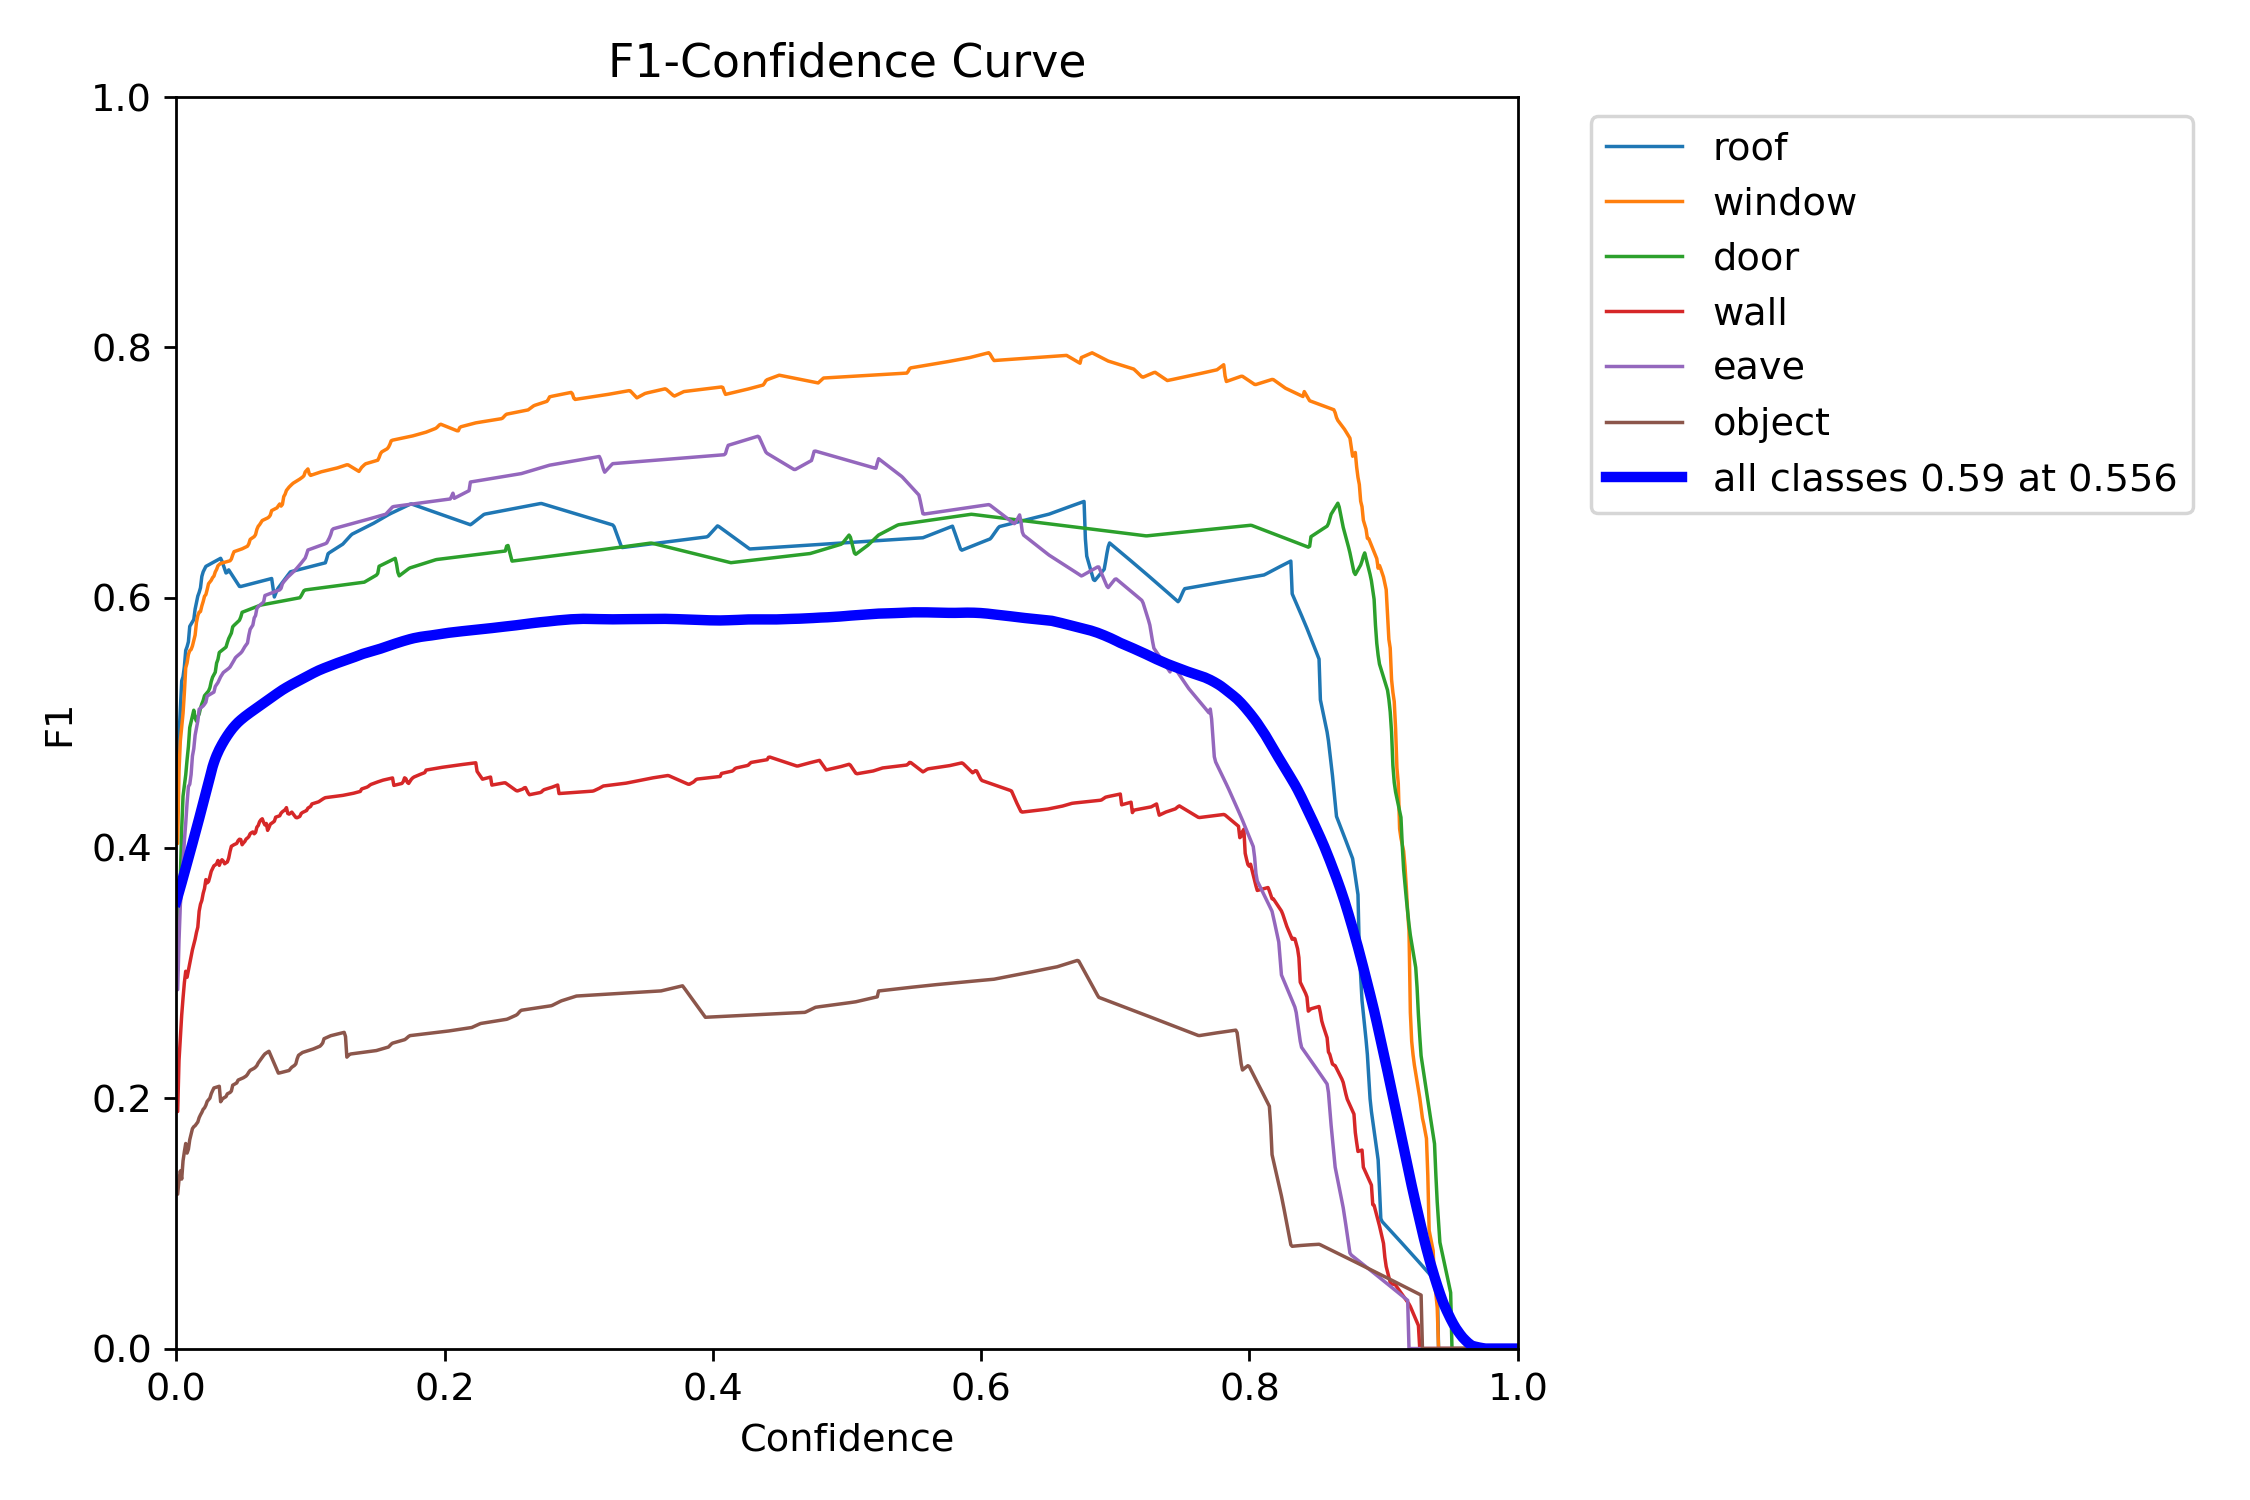 F1-Confidence Curve
1.0
0.8
0.6
0.4
0.2
0.0
F1
0.0 0.2 0.4 0.6 0.8 1.0
Confidence
roof
window
door
wall
eave
object
all classes 0.59 at 0.556